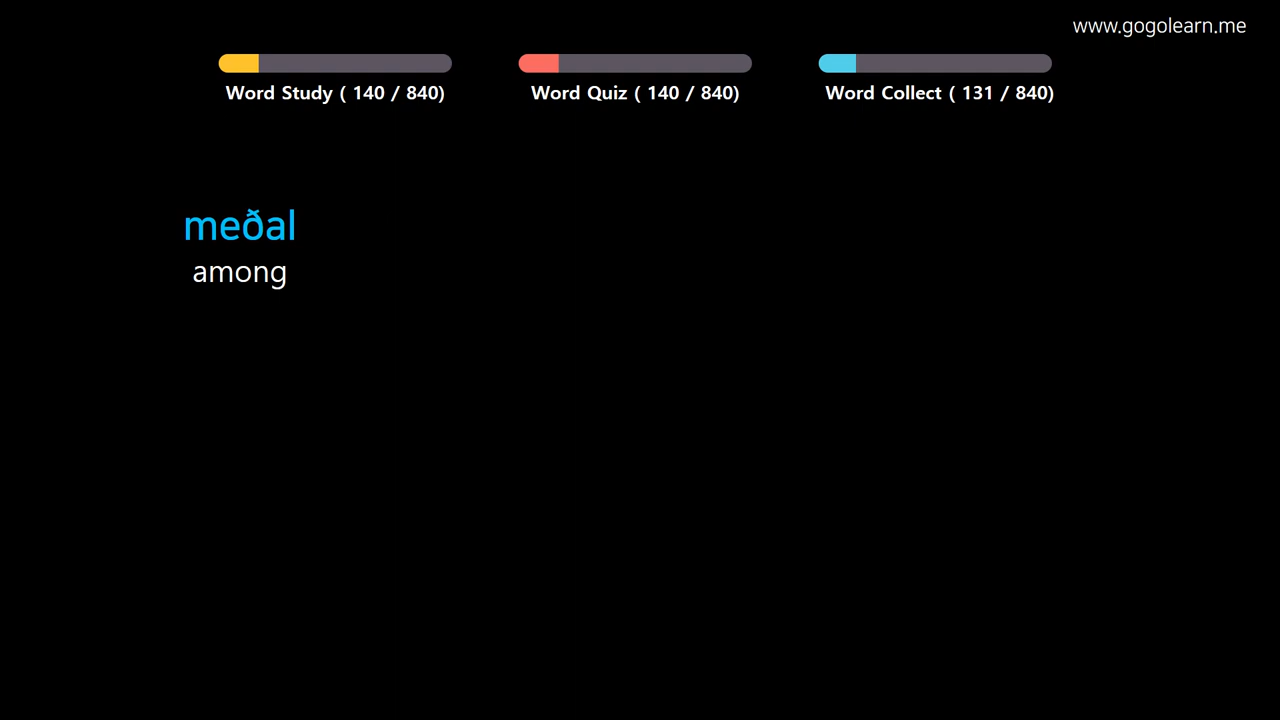 www.gogolearn.me
Word Study ( 140 / 840)
Word Quiz ( 140 / 840)
Word Collect ( 131 / 840)
meðal
among